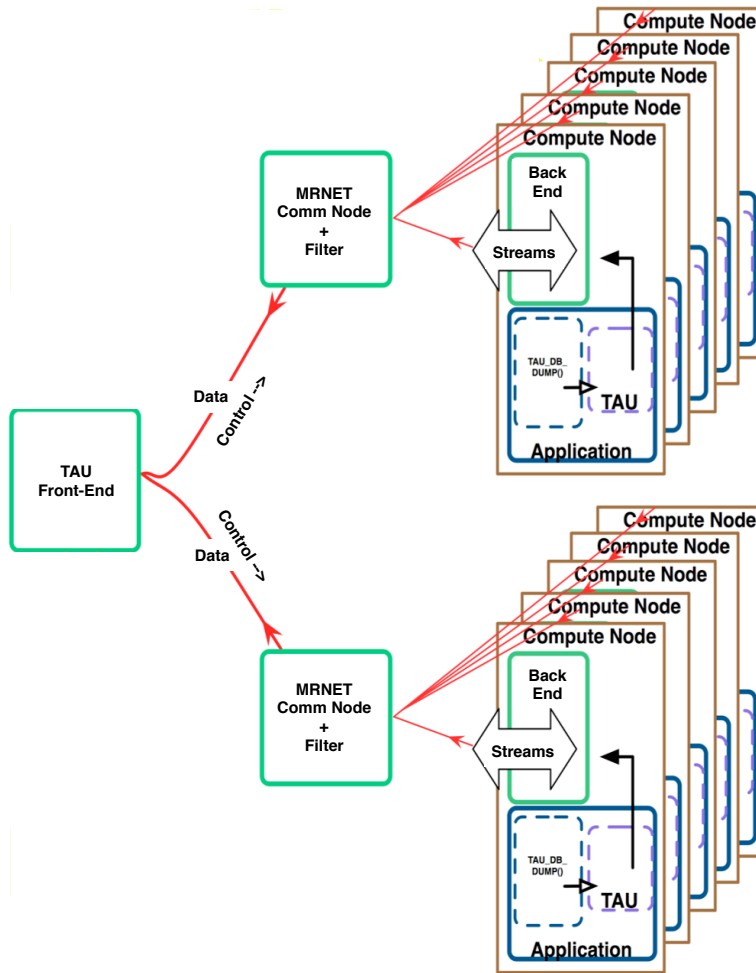 Compute Node
Compute Node
Compute Node
Compute Node
Compute Node
Back
End
MRNET
Comm Node
+
Filter
Streams
TAU_DB_
DUMP()
TAU
Application
Data
Control -->
TAU
Front-End
Control -->
Data
Compute Node
Compute Node
Compute Node
Compute Node
Compute Node
Back
End
MRNET
Comm Node
+
Filter
Streams
TAU_DB_
DUMP()
TAU
Application